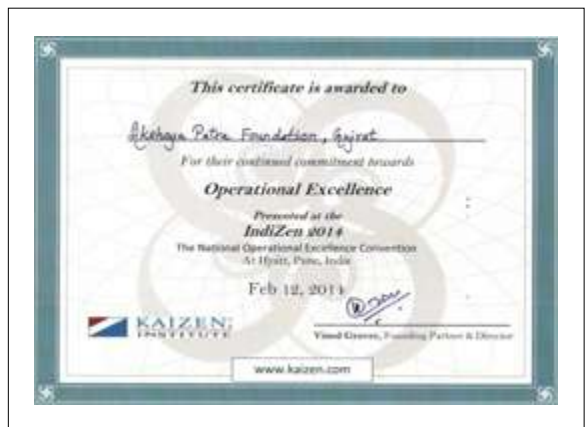 This certificate is awarded to
Akshaya Patra Foundation, Gujrat
For their continued commitment towards
Operational Excellence
Presented at the
IndiZen 2014
The National Operational Excellence Convention
At Hyatt, Pune, India
Feb 12, 2014
KAIZEN
INSTITUTE
Vinod Grover, Founding Partner & Director
www.kaizen.com